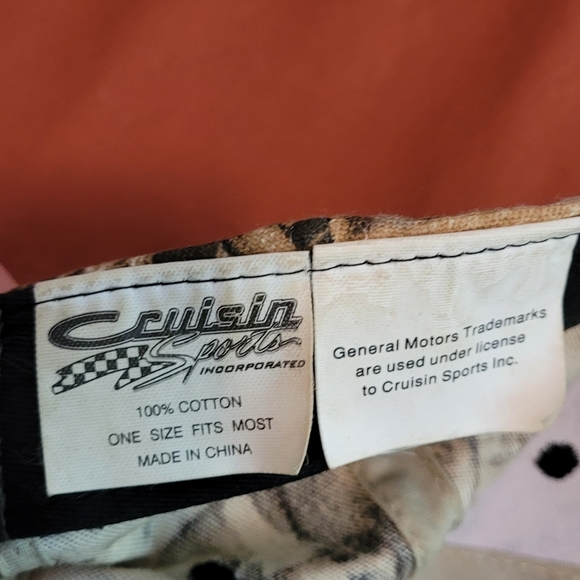 Cruisin
Sports
INCORPORATED
100% COTTON
ONE SIZE FITS MOST
MADE IN CHINA
General Motors Trademarks
are used under license
to Cruisin Sports Inc.